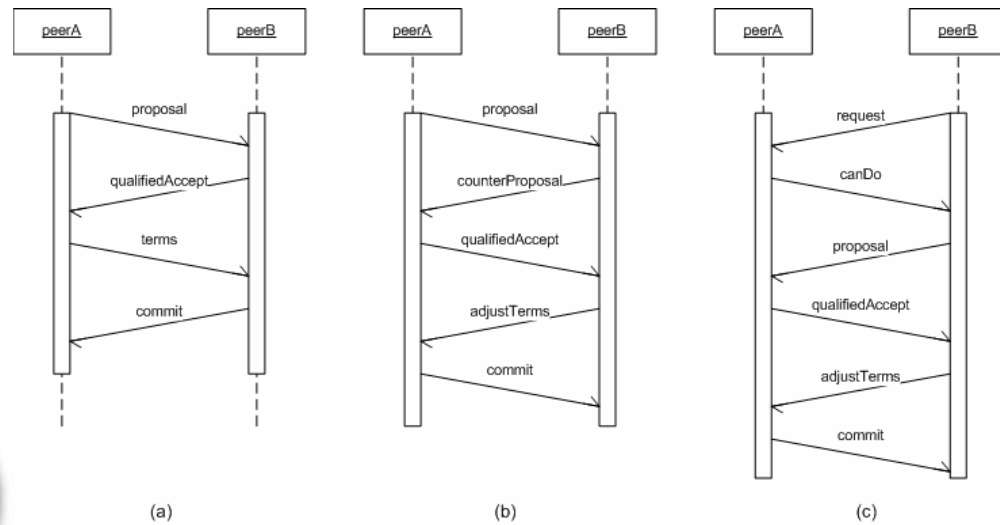 peerA
peerB
proposal
qualifiedAccept
terms
commit
(a)
peerA
peerB
proposal
counterProposal
qualifiedAccept
adjustTerms
commit
(b)
peerA
peerB
request
canDo
proposal
qualifiedAccept
adjustTerms
commit
(c)